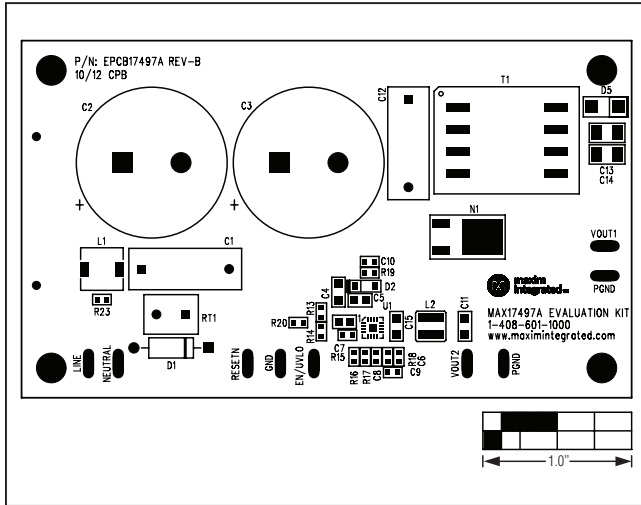 P/N: EPCB17497A REV-B
10/12 CPB
C2
C3
C12
T1
D5
+
+
C13
C14
N1
VOUT1
L1
C1
C10
R19
D2
C4
C5
PGND
maxim
integrated™
R23
RT1
R20
R13
R14
U1
C15
L2
C11
MAX17497A EVALUATION KIT
1-408-601-1000
www.maximintegrated.com
LINE
NEUTRAL
D1
RESETN
GND
EN/UVLO
C7
R15
R16
R17
C8
C9
R18
C6
VOUT2
PGND
1.0"